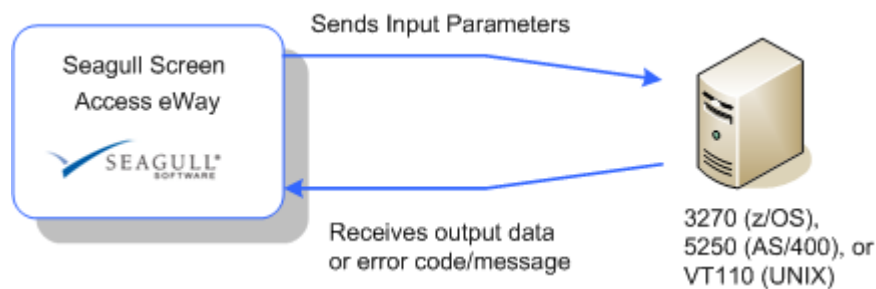 Sends Input Parameters
Seagull Screen
Access eWay
SEAGULL®
SOFTWARE
Receives output data
or error code/message
3270 (z/OS),
5250 (AS/400), or
VT110 (UNIX)